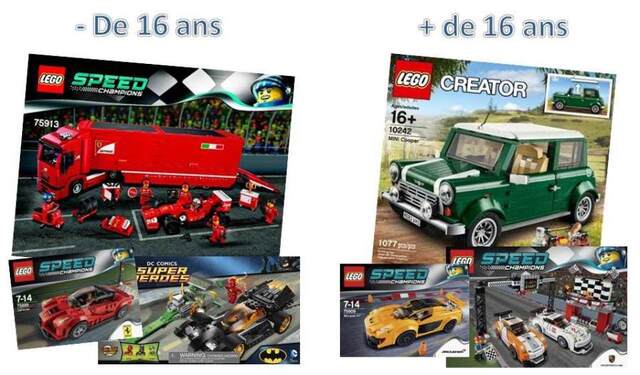 - De 16 ans
+ de 16 ans
LEGO SPEED
CHAMPIONS
75913
LEGO CREATOR
16+
10242
MINI Cooper
1077
LEGO SPEED
CHAMPIONS
7-14
DC COMICS
SUPER
HEROES
WARNING
LEGO SPEED
CHAMPIONS
7-14
LEGO SPEED
CHAMPIONS